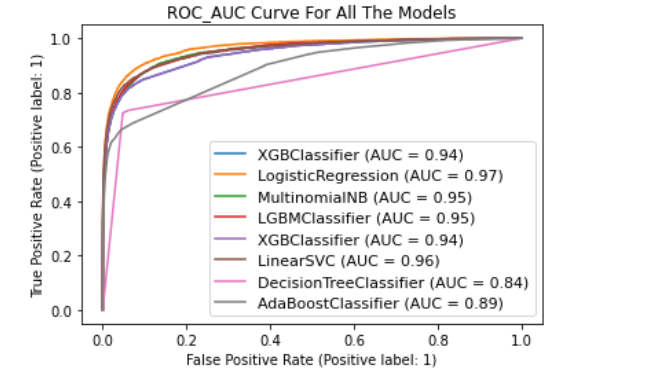 ROC_AUC Curve For All The Models
True Positive Rate (Positive label: 1)
1.0
0.8
0.6
0.4
0.2
0.0
XGBClassifier (AUC = 0.94)
LogisticRegression (AUC = 0.97)
MultinomialNB (AUC = 0.95)
LGBMClassifier (AUC = 0.95)
XGBClassifier (AUC = 0.94)
LinearSVC (AUC = 0.96)
DecisionTreeClassifier (AUC = 0.84)
AdaBoostClassifier (AUC = 0.89)
0.0 0.2 0.4 0.6 0.8 1.0
False Positive Rate (Positive label: 1)